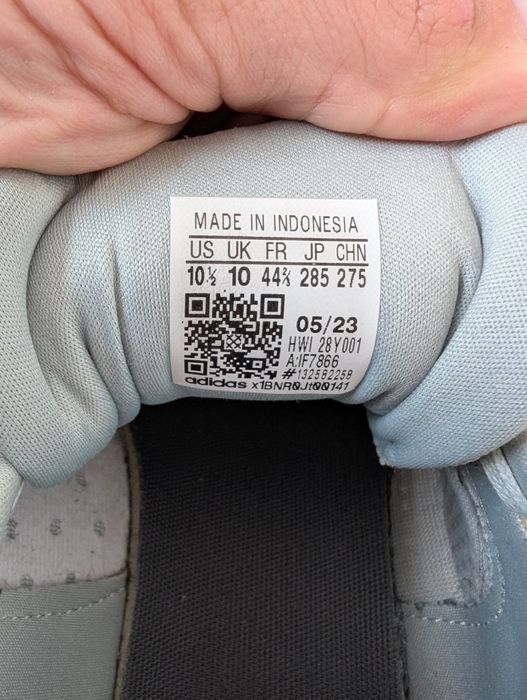 MADE IN INDONESIA
US UK FR JP CHN
10½ 10 44⅔ 285 275
05/23
HWI 28Y001
A:IF7866
#132582258
adidas x1BNR0Jt00141